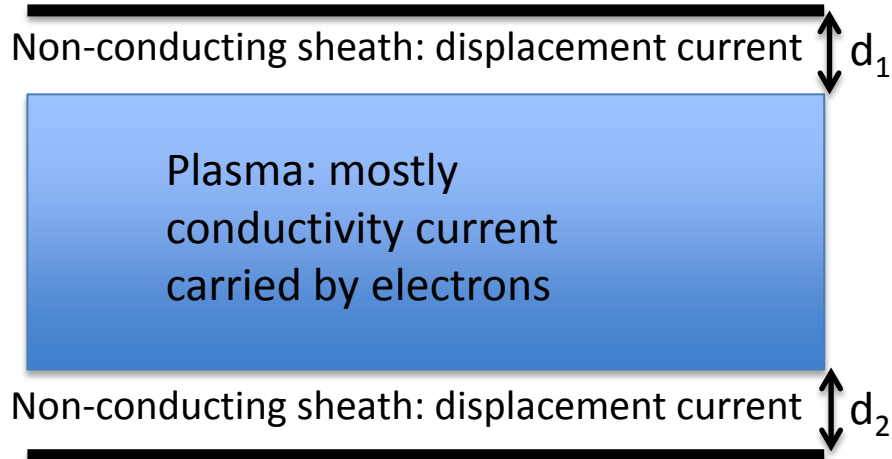 Non-conducting sheath: displacement current
d₁
Plasma: mostly
conductivity current
carried by electrons
Non-conducting sheath: displacement current
d₂